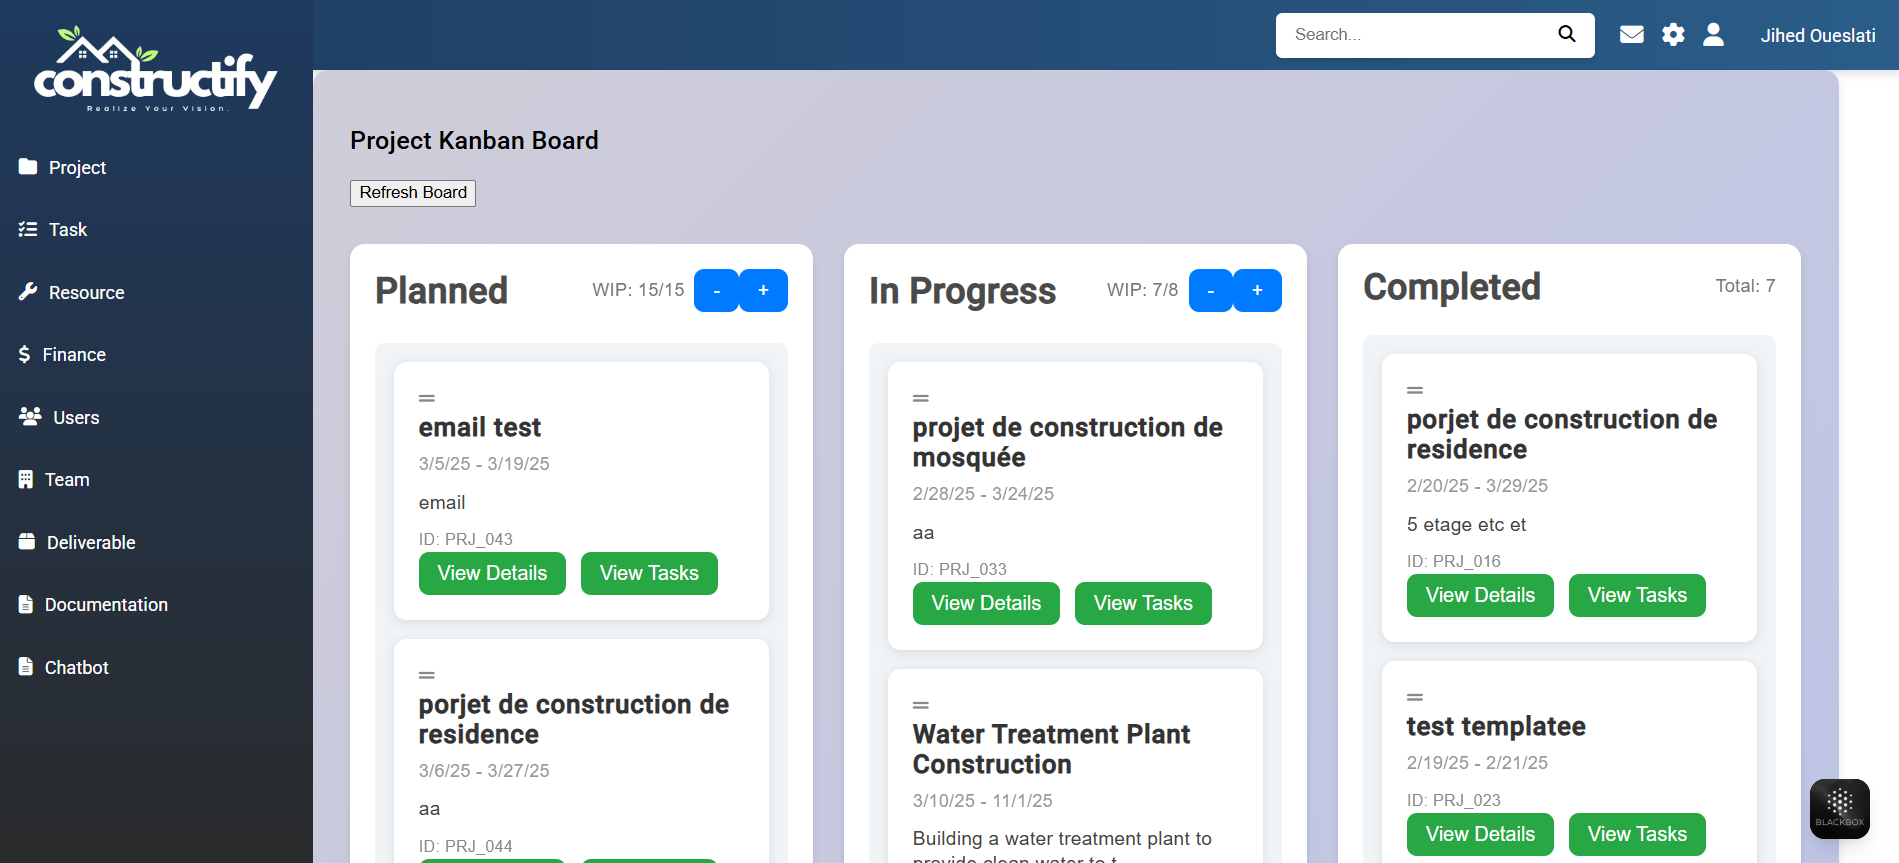 constructify
Realize Your Vision.
Search...
Jihed Oueslati
Project
Task
Resource
Finance
Users
Team
Deliverable
Documentation
Chatbot
Project Kanban Board
Refresh Board
Planned
WIP: 15/15
-
+
email test
3/5/25 - 3/19/25
email
ID: PRJ_043
View Details
View Tasks
porjet de construction de
residence
3/6/25 - 3/27/25
aa
ID: PRJ_044
In Progress
WIP: 7/8
-
+
projet de construction de
mosquée
2/28/25 - 3/24/25
aa
ID: PRJ_033
View Details
View Tasks
Water Treatment Plant
Construction
3/10/25 - 11/1/25
Building a water treatment plant to
provide clean water to t...
Completed
Total: 7
porjet de construction de
residence
2/20/25 - 3/29/25
5 etage etc et
ID: PRJ_016
View Details
View Tasks
test templatee
2/19/25 - 2/21/25
ID: PRJ_023
View Details
View Tasks
BLACKBOX